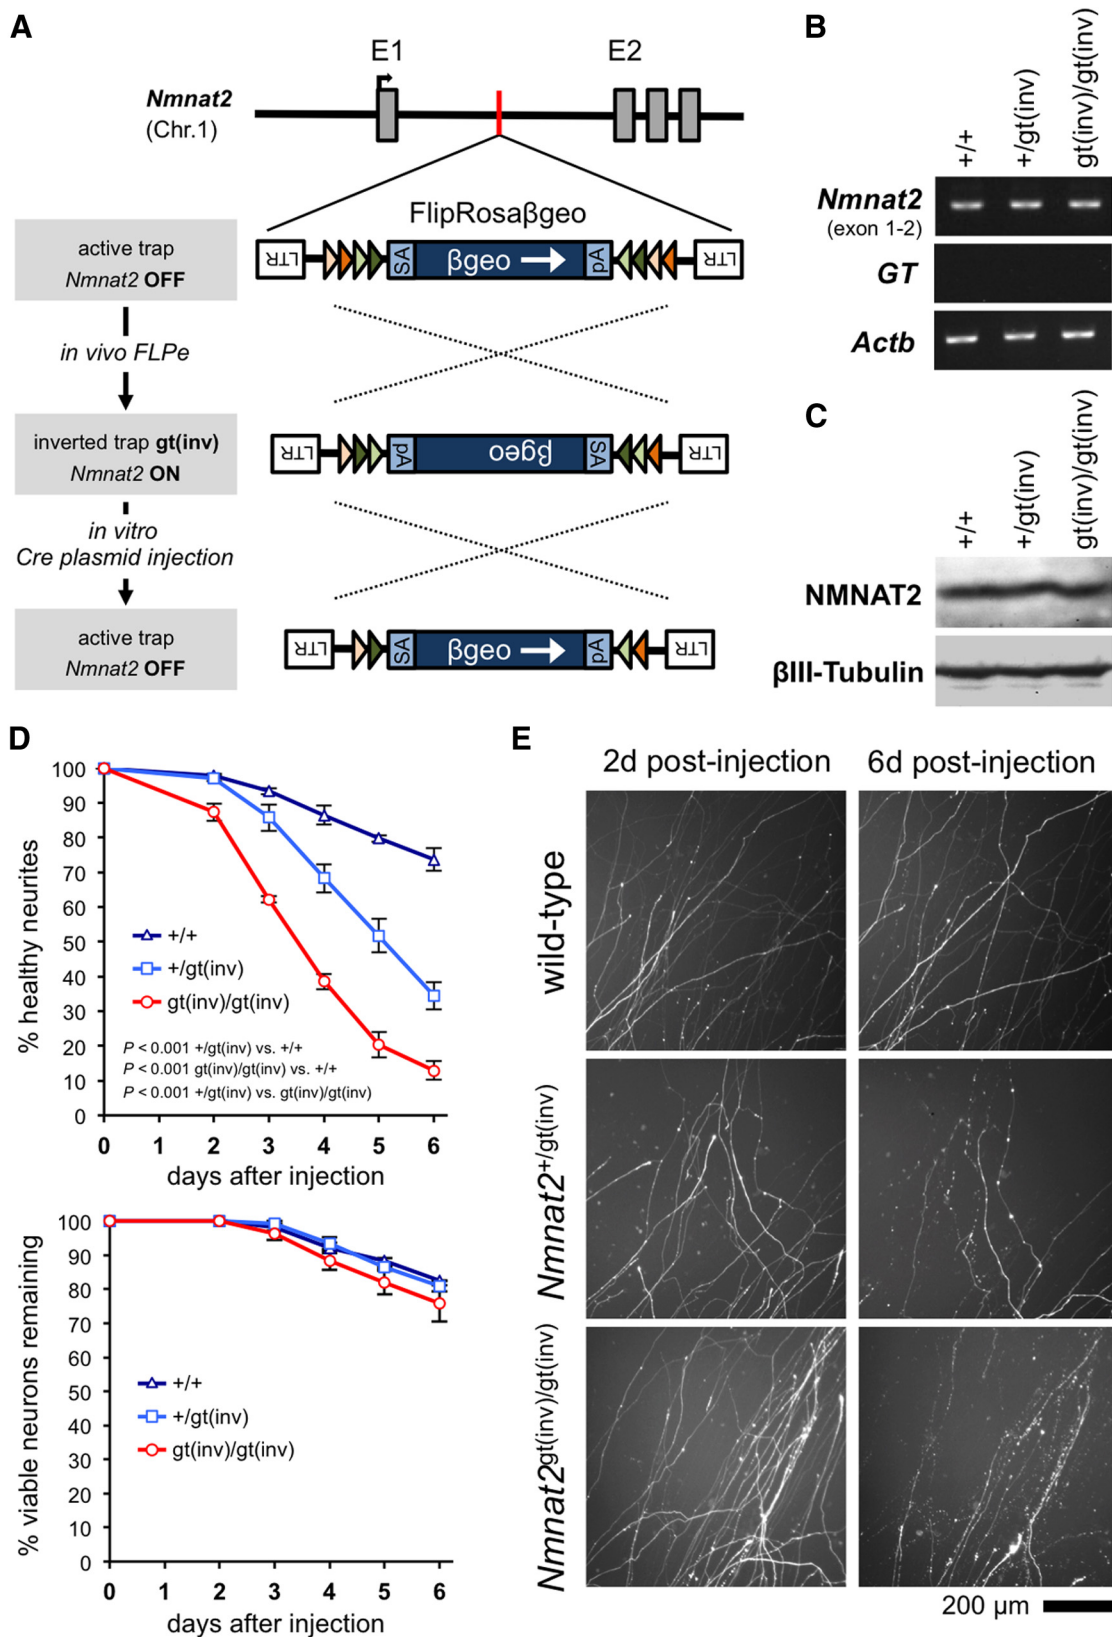 A
E1
E2
Nmnat2
(Chr.1)
FlipRosaβgeo
active trap
Nmnat2 OFF
LTR
SA
βgeo
pA
LTR
in vivo FLPe
inverted trap gt(inv)
Nmnat2 ON
LTR
pA
βgeo
SA
LTR
in vitro
Cre plasmid injection
active trap
Nmnat2 OFF
LTR
SA
βgeo
pA
LTR
B
+/+
+/gt(inv)
gt(inv)/gt(inv)
Nmnat2
(exon 1-2)
GT
Actb
C
+/+
+/gt(inv)
gt(inv)/gt(inv)
NMNAT2
βIII-Tubulin
D
% healthy neurites
100
90
80
70
60
50
40
30
20
10
0
+/+
+/gt(inv)
gt(inv)/gt(inv)
P < 0.001 +/gt(inv) vs. +/+
P < 0.001 gt(inv)/gt(inv) vs. +/+
P < 0.001 +/gt(inv) vs. gt(inv)/gt(inv)
0 2 3 4 5 6
days after injection
% viable neurons remaining
100
90
80
70
60
50
40
30
20
10
0
+/+
+/gt(inv)
gt(inv)/gt(inv)
0 2 3 4 5 6
days after injection
E
2d post-injection
6d post-injection
wild-type
Nmnat2+/gt(inv)
Nmnat2gt(inv)/gt(inv)
200 µm